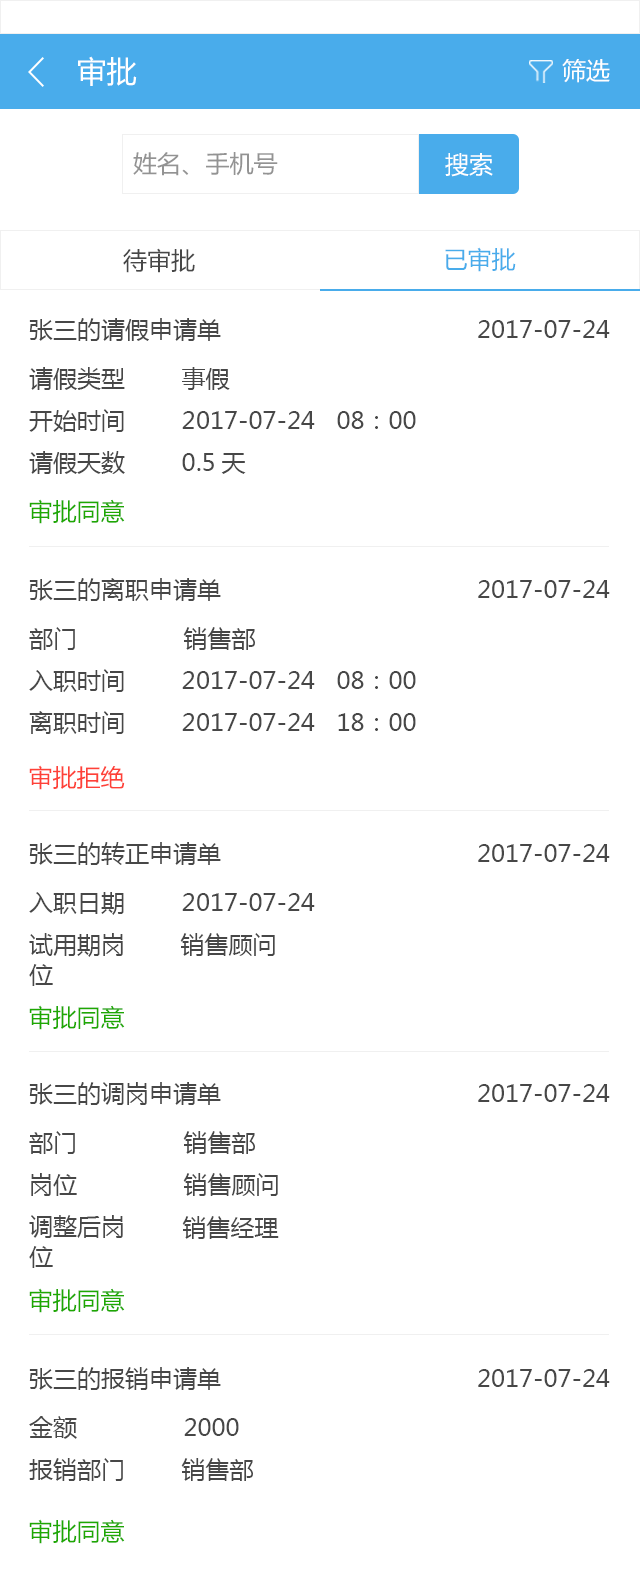 审批 筛选
姓名、手机号 搜索
待审批 已审批
张三的请假申请单 2017-07-24
请假类型 事假
开始时间 2017-07-24 08：00
请假天数 0.5 天
审批同意
张三的离职申请单 2017-07-24
部门 销售部
入职时间 2017-07-24 08：00
离职时间 2017-07-24 18：00
审批拒绝
张三的转正申请单 2017-07-24
入职日期 2017-07-24
试用期岗 销售顾问
位
审批同意
张三的调岗申请单 2017-07-24
部门 销售部
岗位 销售顾问
调整后岗 销售经理
位
审批同意
张三的报销申请单 2017-07-24
金额 2000
报销部门 销售部
审批同意